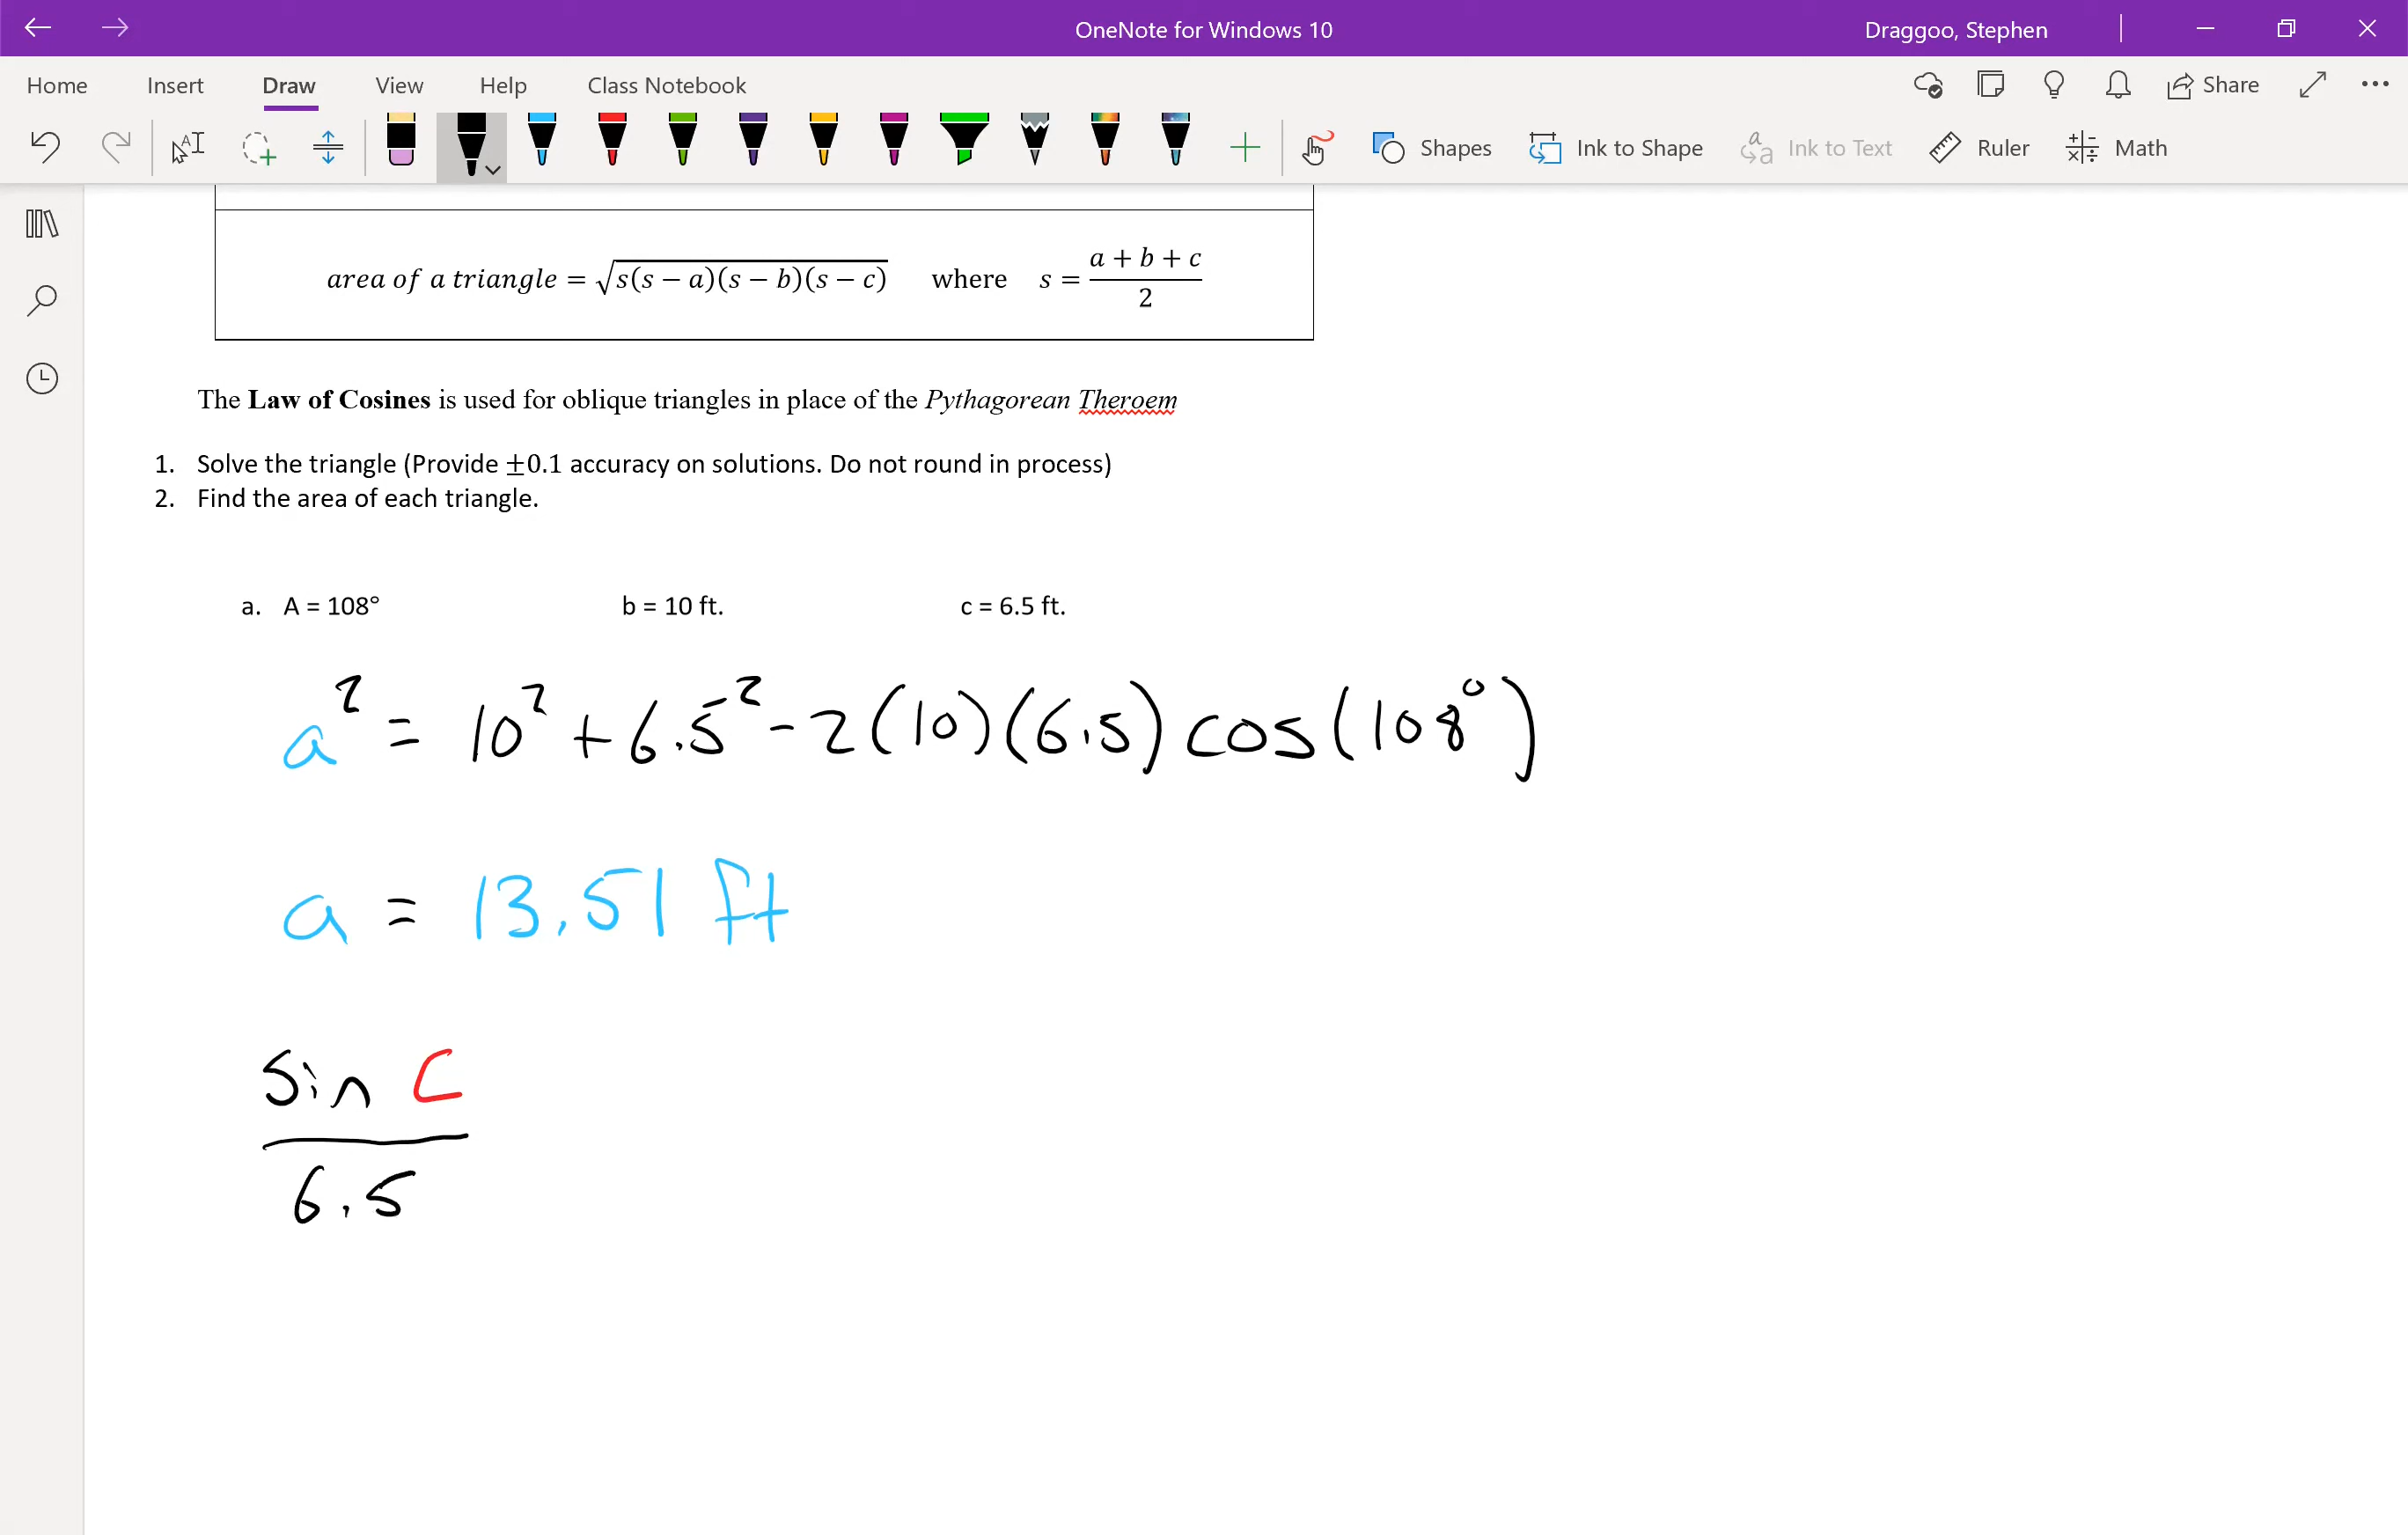 OneNote for Windows 10 Draggoo, Stephen
Home Insert Draw View Help Class Notebook Share
Shapes Ink to Shape Ink to Text Ruler Math
area of a triangle = √s(s − a)(s − b)(s − c) where s = (a + b + c)/2
The Law of Cosines is used for oblique triangles in place of the Pythagorean Theroem
1. Solve the triangle (Provide ±0.1 accuracy on solutions. Do not round in process)
2. Find the area of each triangle.
a. A = 108° b = 10 ft. c = 6.5 ft.
a² = 10² + 6.5² - 2(10)(6.5) cos(108°)
a = 13.51 ft
Sin C
6.5